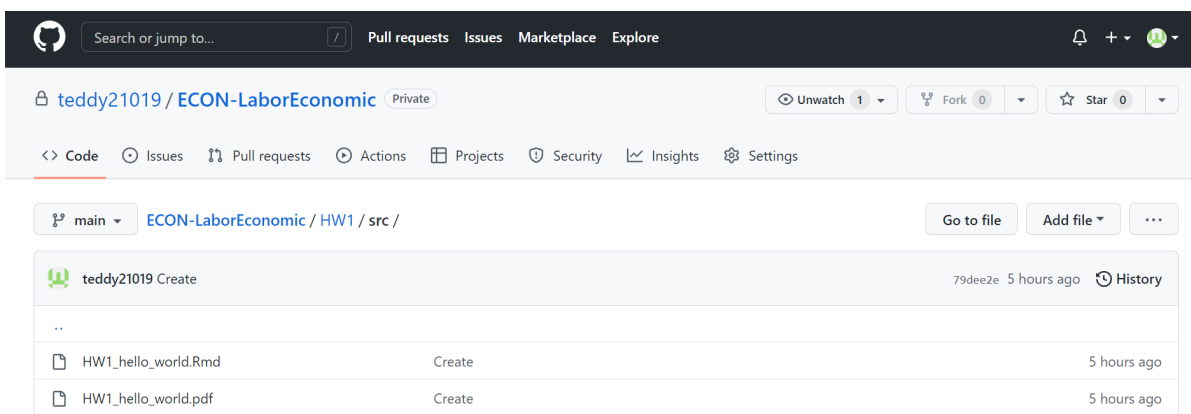 Search or jump to... / Pull requests Issues Marketplace Explore
teddy21019 / ECON-LaborEconomic Private Unwatch 1 Fork 0 Star 0
<> Code Issues Pull requests Actions Projects Security Insights Settings
main ECON-LaborEconomic / HW1 / src / Go to file Add file ...
teddy21019 Create 79dee2e 5 hours ago History
..
HW1_hello_world.Rmd Create 5 hours ago
HW1_hello_world.pdf Create 5 hours ago